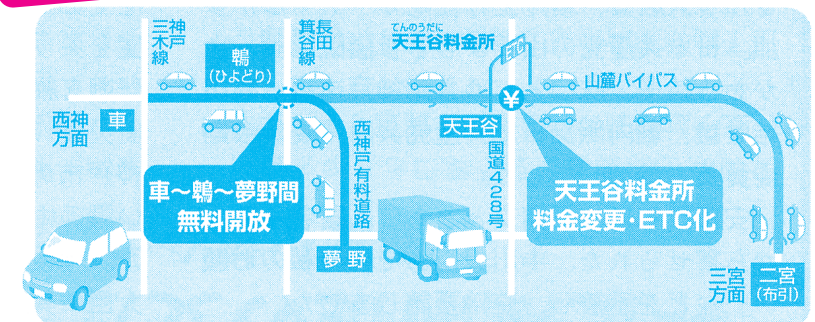 神戸
三木線
長田
箕谷線
鵯
(ひよどり)
てんのうだに
天王谷料金所
ETC
山麓バイパス
西神
方面
車
¥
天王谷
国道428号
西神戸有料道路
車~鵯~夢野間
無料開放
天王谷料金所
料金変更・ETC化
夢野
三宮
方面
二宮
(布引)